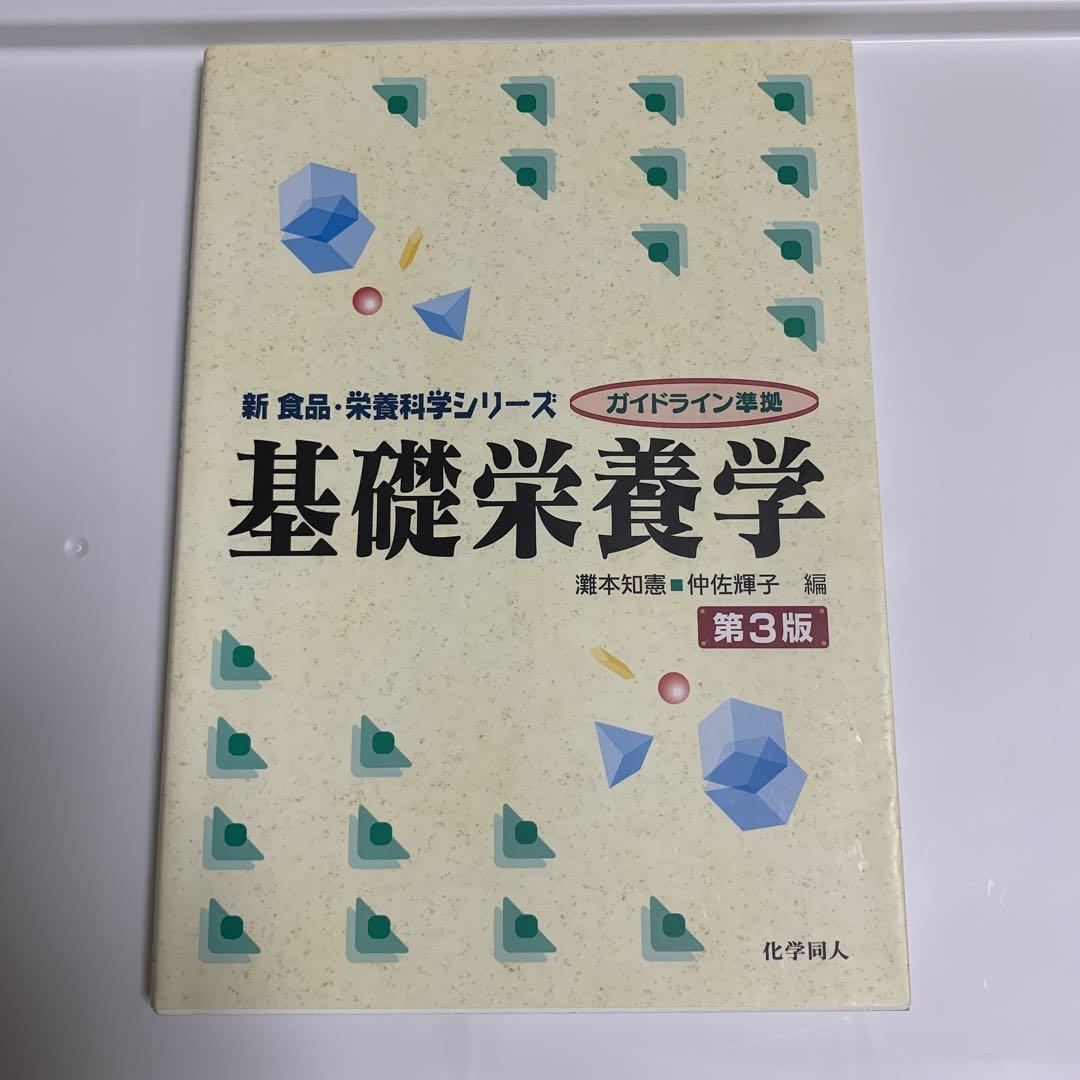 新 食品・栄養科学シリーズ ガイドライン準拠
基礎栄養学
灘本知憲■仲佐輝子 編
第3版
化学同人